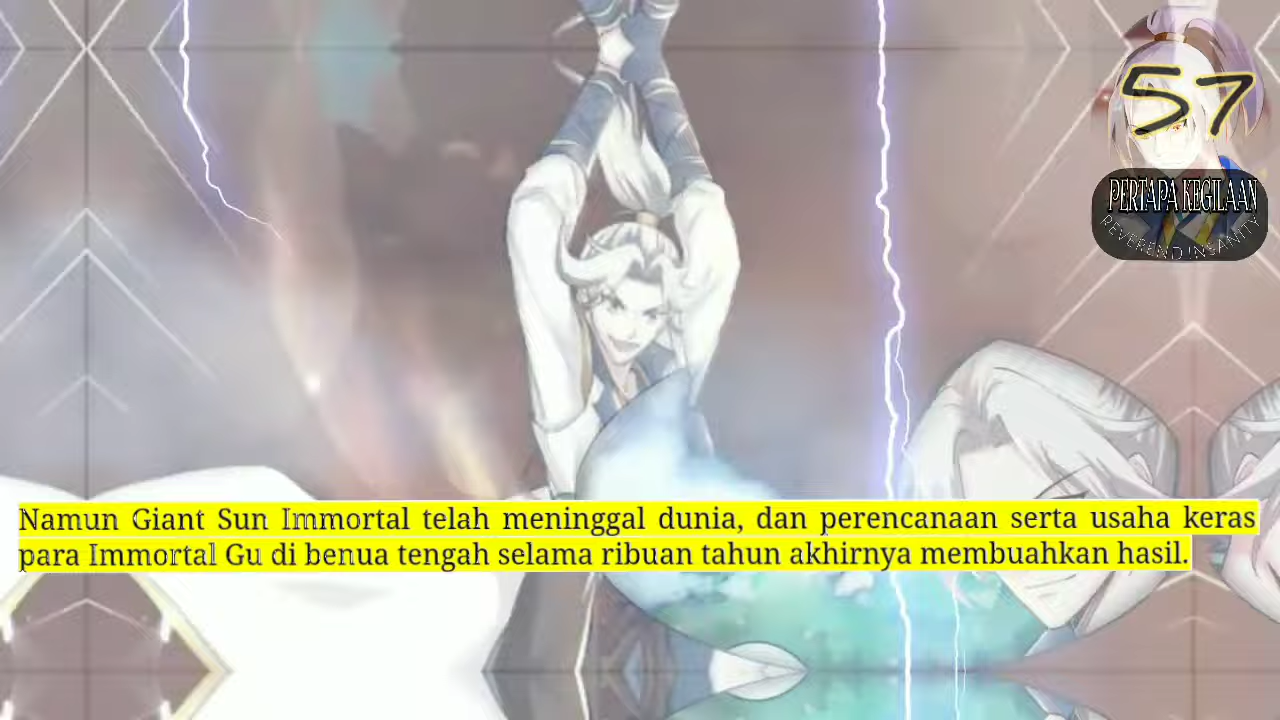 57
PERTAPA KEGILAAN
REVEREND INSANITY
Namun Giant Sun Immortal telah meninggal dunia, dan perencanaan serta usaha keras
para Immortal Gu di benua tengah selama ribuan tahun akhirnya membuahkan hasil.